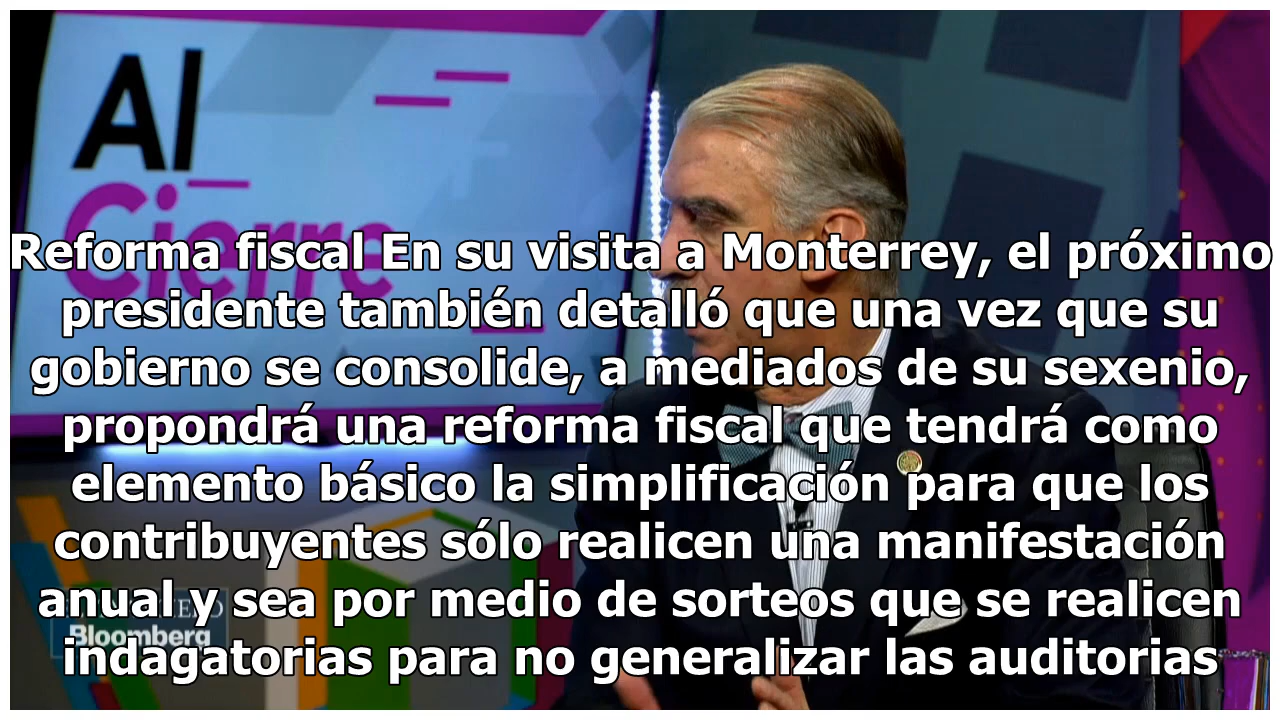 Al
Cierre
Reforma fiscal En su visita a Monterrey, el próximo
presidente también detalló que una vez que su
gobierno se consolide, a mediados de su sexenio,
propondrá una reforma fiscal que tendrá como
elemento básico la simplificación para que los
contribuyentes sólo realicen una manifestación
anual y sea por medio de sorteos que se realicen
indagatorias para no generalizar las auditorias
Bloomberg